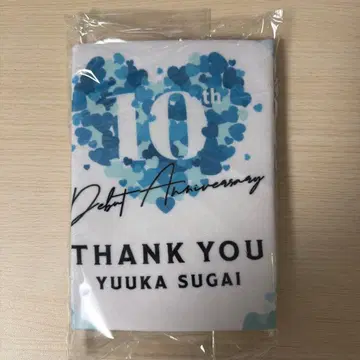 10th
Debut Anniversary
THANK YOU
YUUKA SUGAI